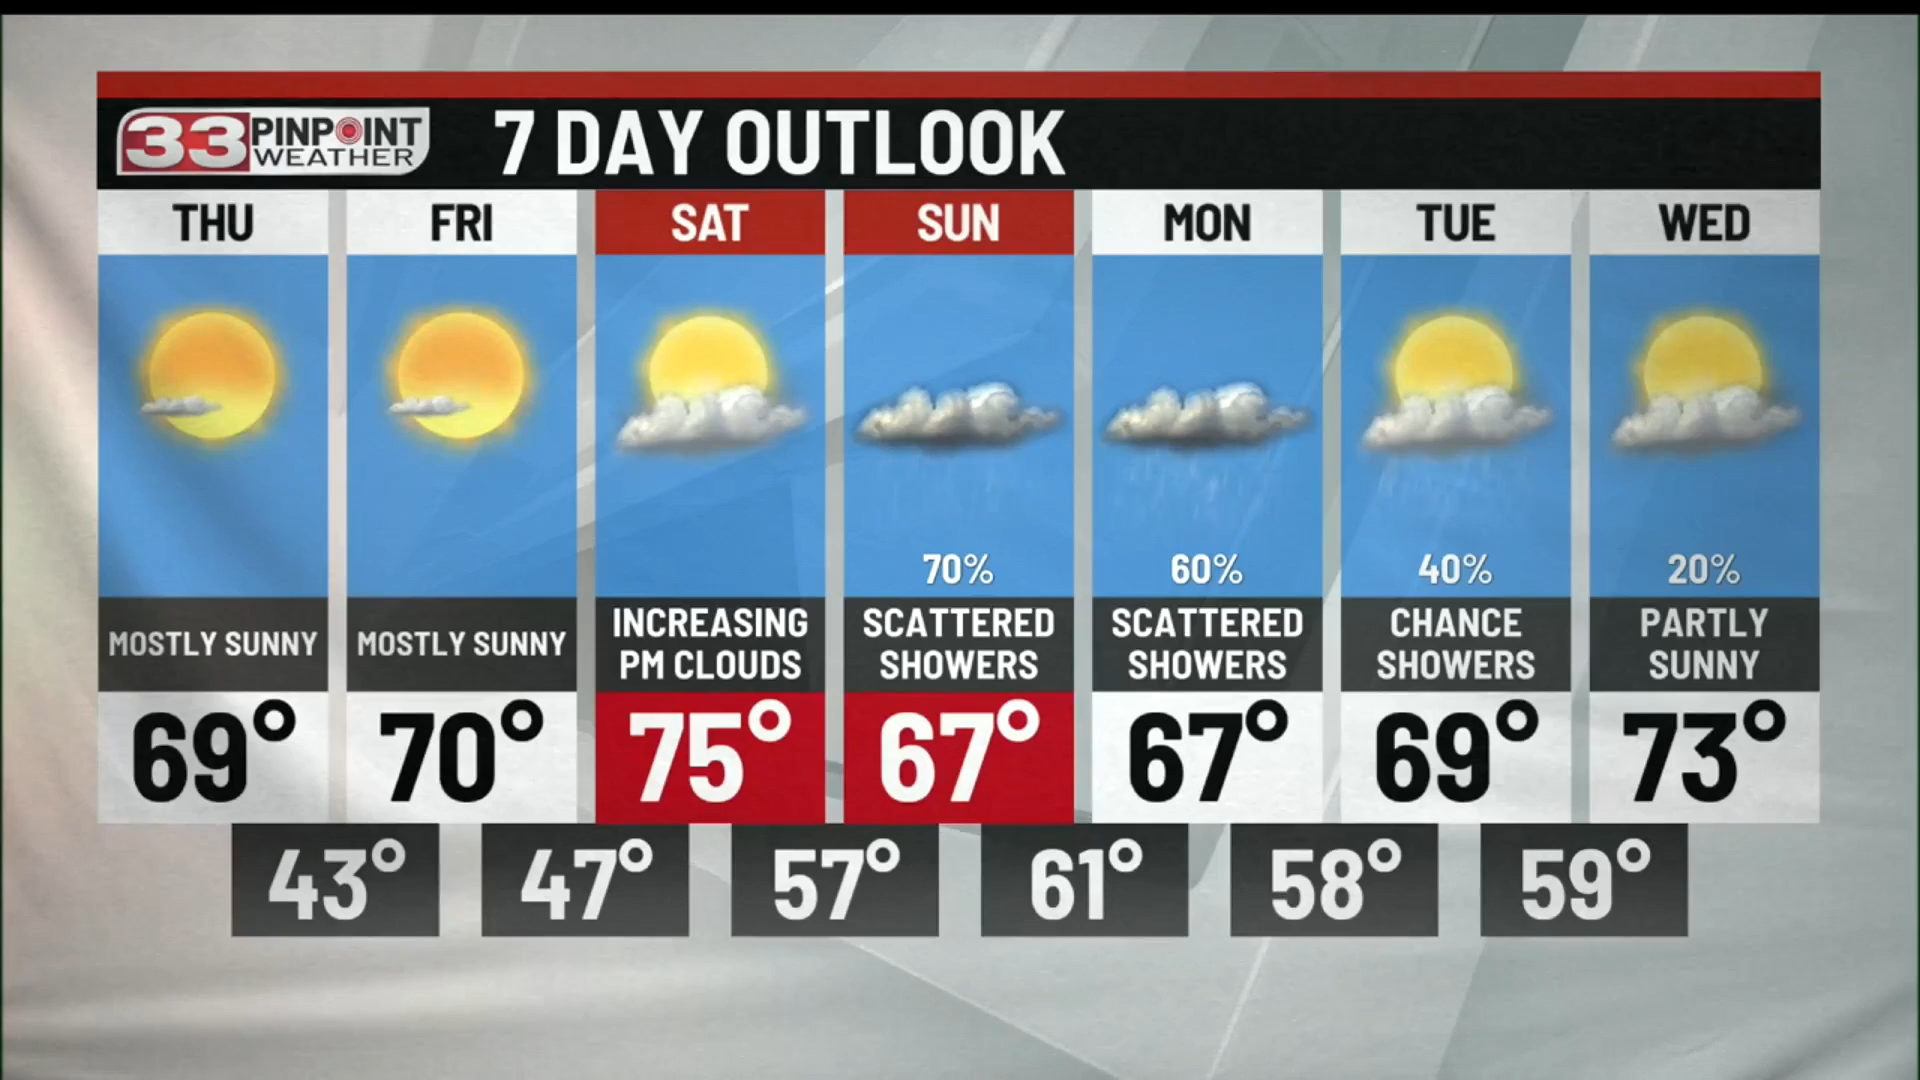 33 PINPOINT WEATHER
7 DAY OUTLOOK
THU FRI SAT SUN MON TUE WED
70% 60% 40% 20%
MOSTLY SUNNY
MOSTLY SUNNY
INCREASING
PM CLOUDS
SCATTERED
SHOWERS
SCATTERED
SHOWERS
CHANCE
SHOWERS
PARTLY
SUNNY
69° 70° 75° 67° 67° 69° 73°
43° 47° 57° 61° 58° 59°